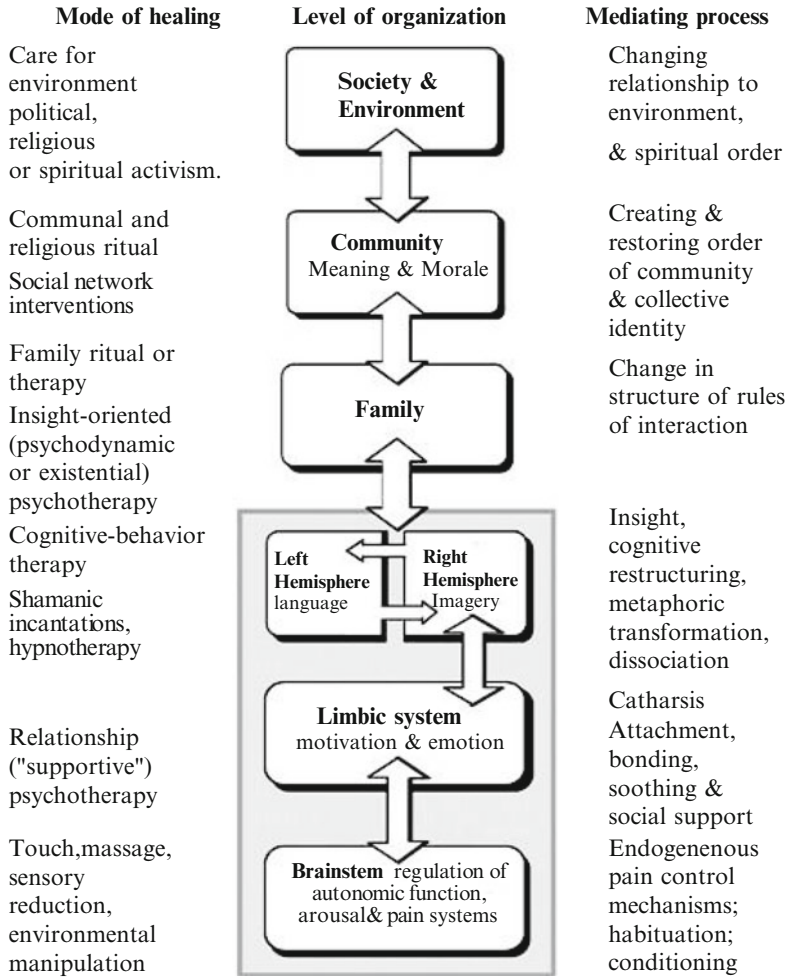 Mode of healing
Level of organization
Mediating process
Care for
environment
political,
religious
or spiritual activism.
Society &
Environment
Changing
relationship to
environment,
& spiritual order
Communal and
religious ritual
Social network
interventions
Community
Meaning & Morale
Creating &
restoring order
of community
& collective
identity
Family ritual or
therapy
Family
Change in
structure of rules
of interaction
Insight-oriented
(psychodynamic
or existential)
psychotherapy
Cognitive-behavior
therapy
Shamanic
incantations,
hypnotherapy
Left
Hemisphere
language
Right
Hemisphere
Imagery
Insight,
cognitive
restructuring,
metaphoric
transformation,
dissociation
Relationship
("supportive")
psychotherapy
Limbic system
motivation & emotion
Catharsis
Attachment,
bonding,
soothing &
social support
Touch,massage,
sensory
reduction,
environmental
manipulation
Brainstem regulation of
autonomic function,
arousal& pain systems
Endogenenous
pain control
mechanisms;
habituation;
conditioning